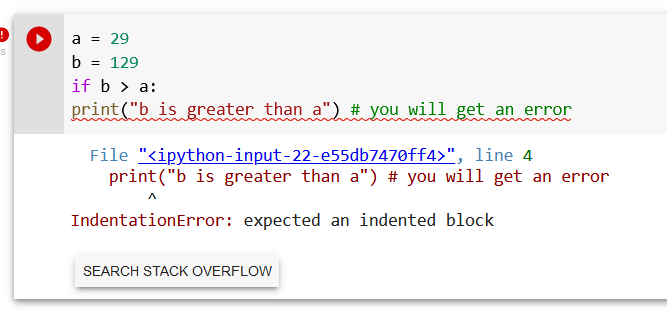 a = 29
b = 129
if b > a:
print("b is greater than a") # you will get an error
File "<ipython-input-22-e55db7470ff4>", line 4
print("b is greater than a") # you will get an error
^
IndentationError: expected an indented block
SEARCH STACK OVERFLOW